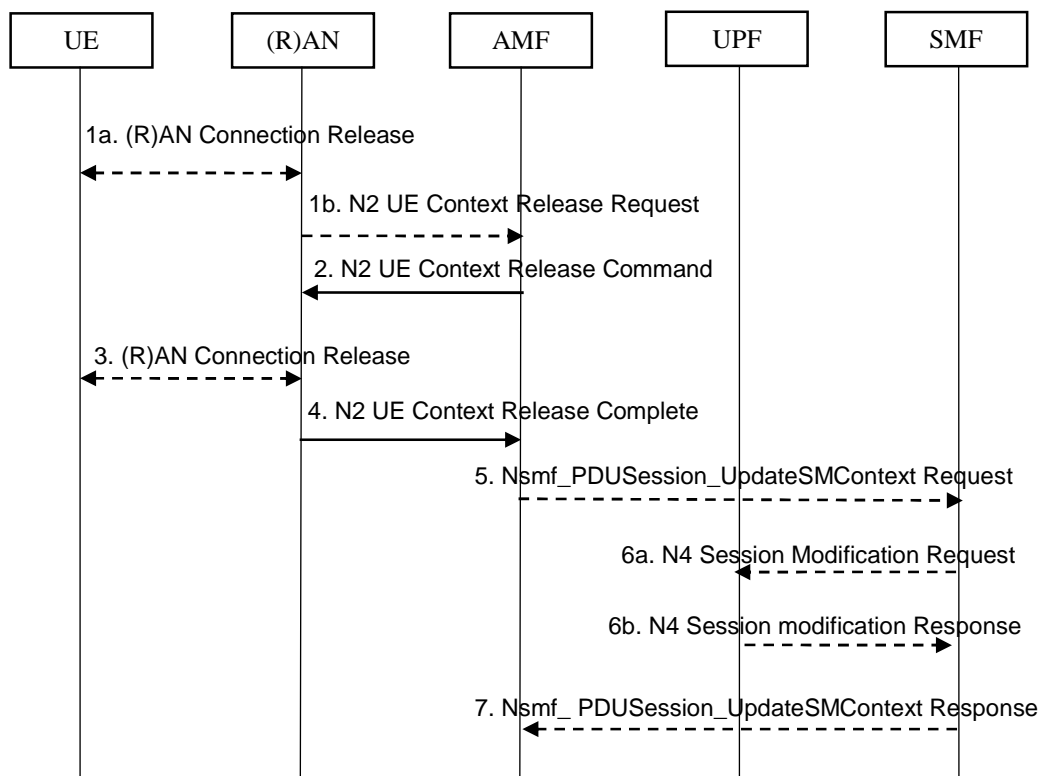 UE
(R)AN
AMF
UPF
SMF
1a. (R)AN Connection Release
1b. N2 UE Context Release Request
2. N2 UE Context Release Command
3. (R)AN Connection Release
4. N2 UE Context Release Complete
5. Nsmf_PDUSession_UpdateSMContext Request
6a. N4 Session Modification Request
6b. N4 Session modification Response
7. Nsmf_ PDUSession_UpdateSMContext Response